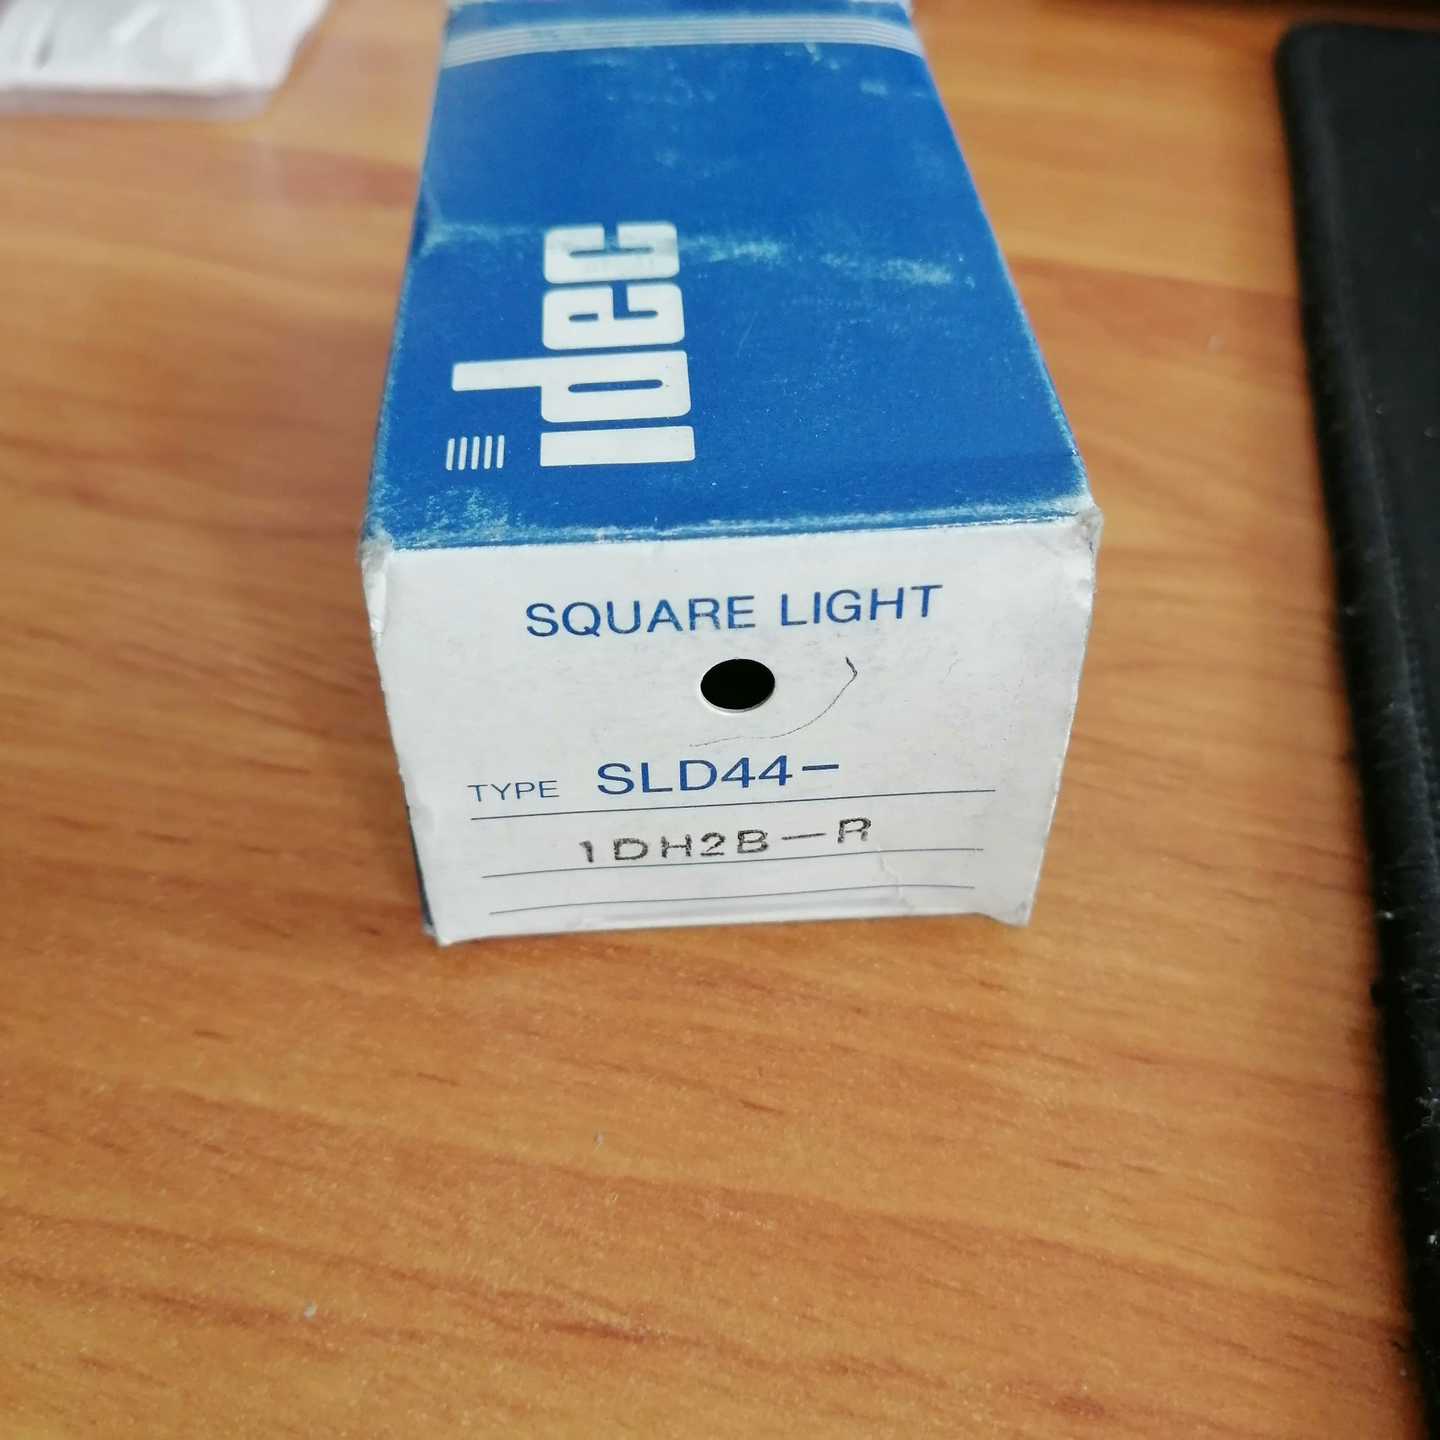 idec
SQUARE LIGHT
TYPE SLD44-
1DH2B-R